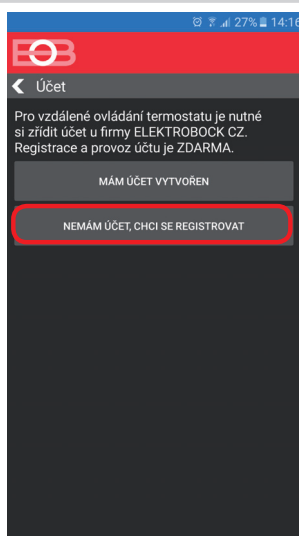 27% 14:16
EOB
Účet
Pro vzdálené ovládání termostatu je nutné
si zřídit účet u firmy ELEKTROBOCK CZ.
Registrace a provoz účtu je ZDARMA.
MÁM ÚČET VYTVOŘEN
NEMÁM ÚČET, CHCI SE REGISTROVAT